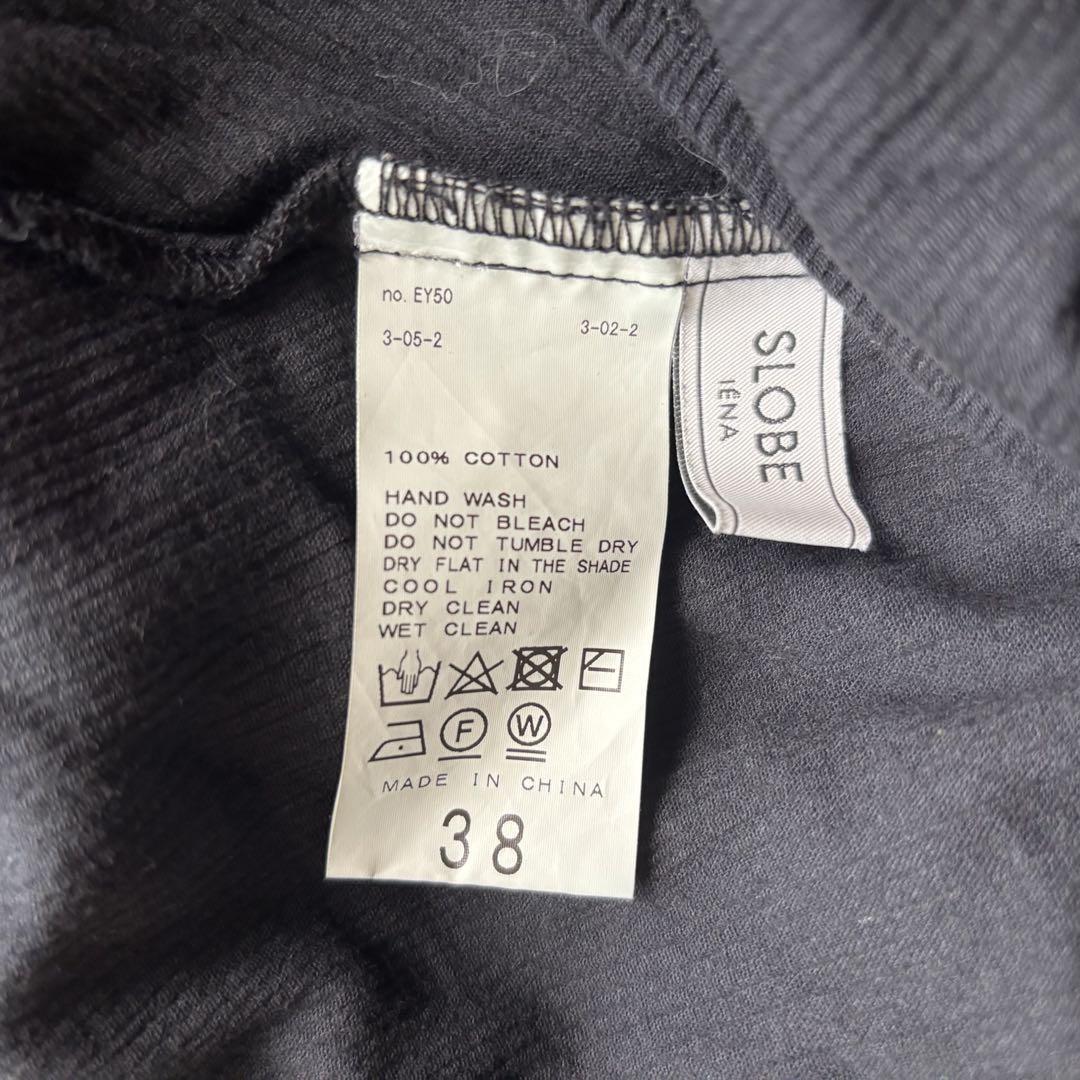 no. EY50
3-05-2 3-02-2
100% COTTON
HAND WASH
DO NOT BLEACH
DO NOT TUMBLE DRY
DRY FLAT IN THE SHADE
COOL IRON
DRY CLEAN
WET CLEAN
F W
MADE IN CHINA
38
SLOBE
IÉNA